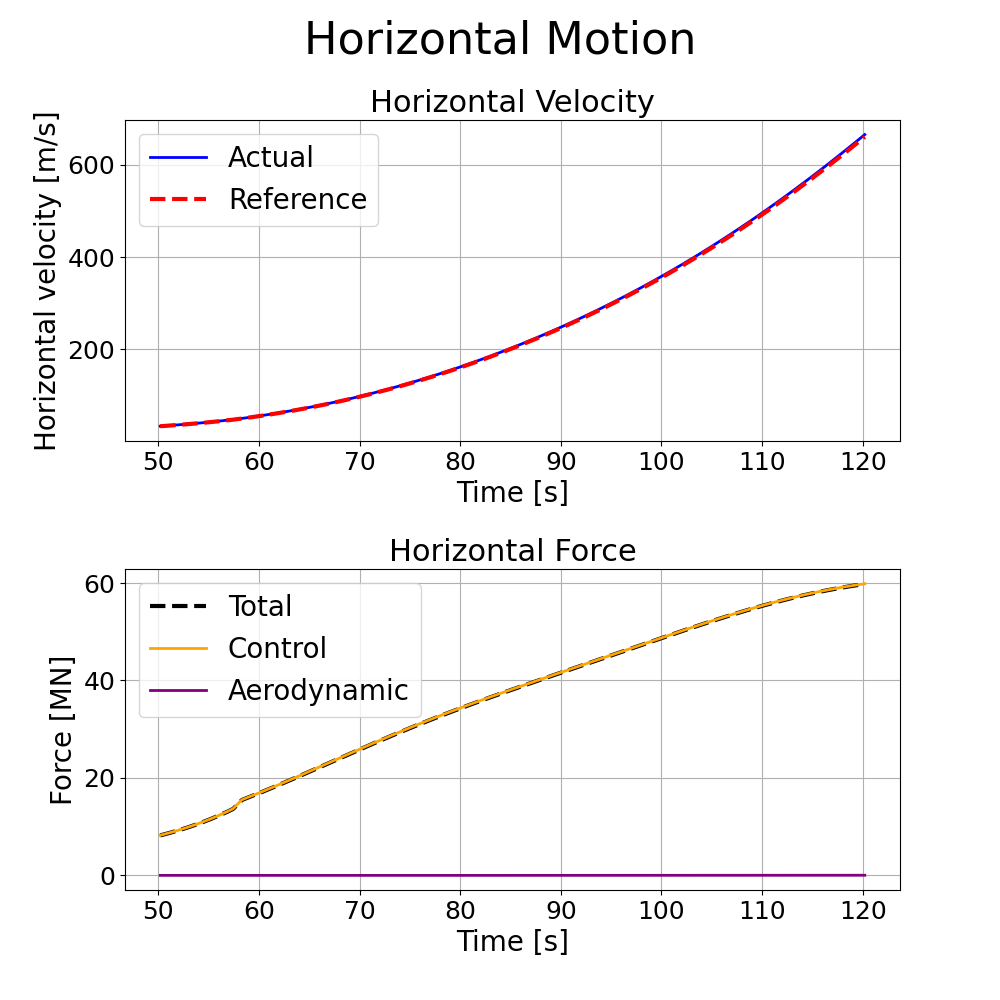 Horizontal Motion
Horizontal Velocity
Horizontal velocity [m/s]
600
400
200
Actual
Reference
50 60 70 80 90 100 110 120
Time [s]
Horizontal Force
Force [MN]
60
40
20
0
Total
Control
Aerodynamic
50 60 70 80 90 100 110 120
Time [s]